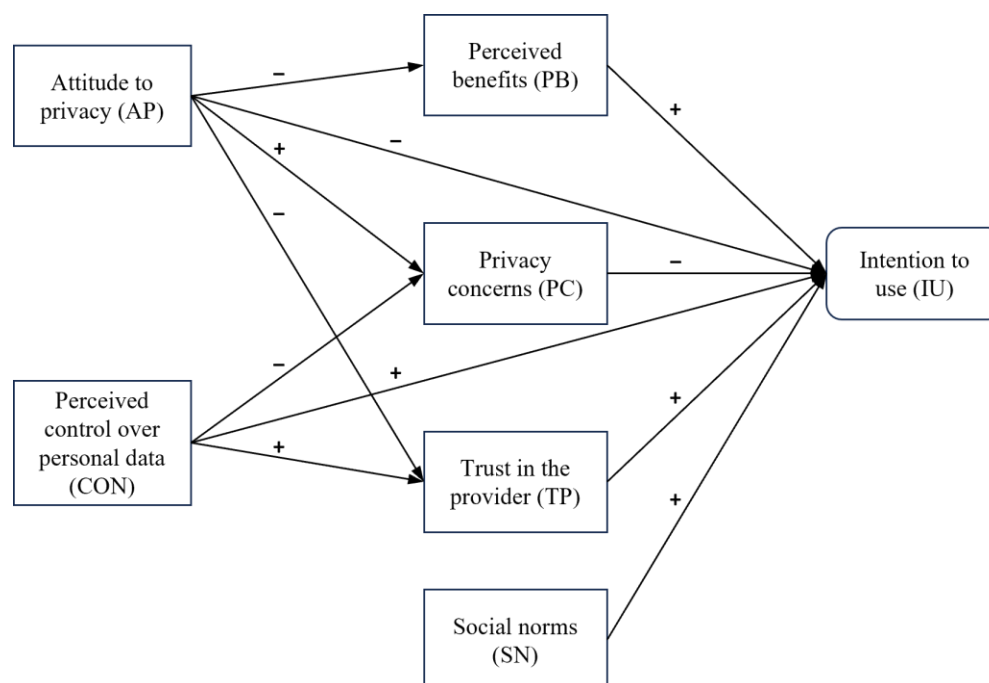 Attitude to
privacy (AP)
Perceived
benefits (PB)
Privacy
concerns (PC)
Intention to
use (IU)
Perceived
control over
personal data
(CON)
Trust in the
provider (TP)
Social norms
(SN)
−
+
−
−
+
−
−
+
+
+
+
+